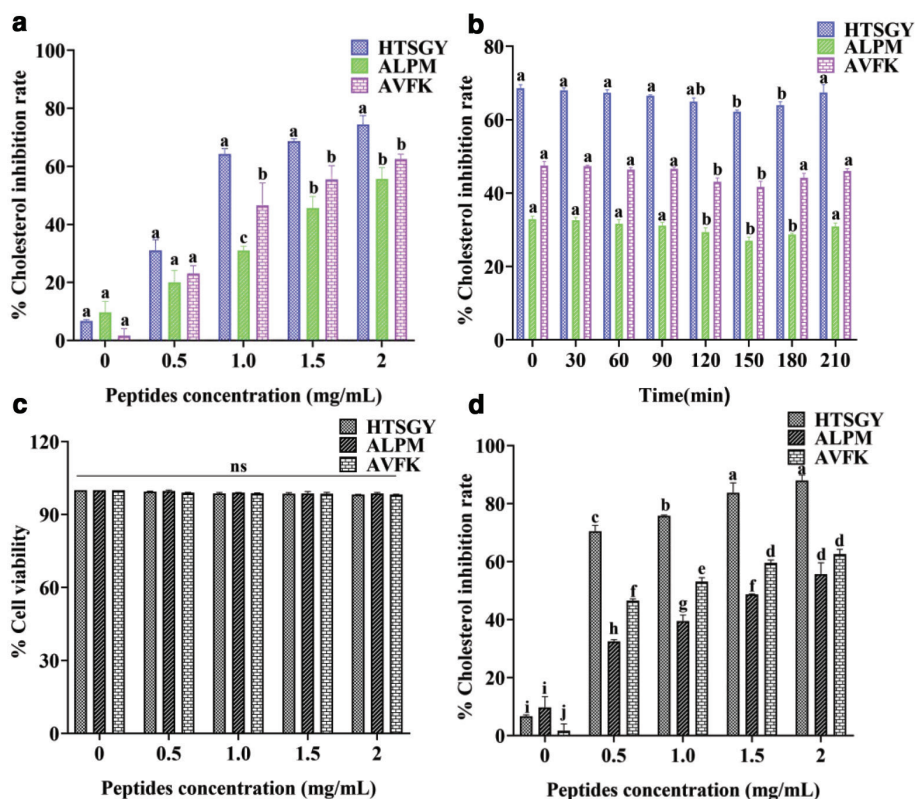 a
HTSGY
ALPM
AVFK
% Cholesterol inhibition rate
100
80
60
40
20
0
a a a
a a a
a c b
a b b
a b b
0 0.5 1.0 1.5 2
Peptides concentration (mg/mL)
b
HTSGY
ALPM
AVFK
% Cholesterol inhibition rate
80
60
40
20
0
a a a a ab b a a
a a a a b b a a
a a a a b b b a
0 30 60 90 120 150 180 210
Time(min)
c
HTSGY
ALPM
AVFK
% Cell viability
120
90
60
30
0
ns
0 0.5 1.0 1.5 2
Peptides concentration (mg/mL)
d
HTSGY
ALPM
AVFK
% Cholesterol inhibition rate
100
80
60
40
20
0
i i j
c h f
b g e
a f d
a d d
0 0.5 1.0 1.5 2
Peptides concentration (mg/mL)